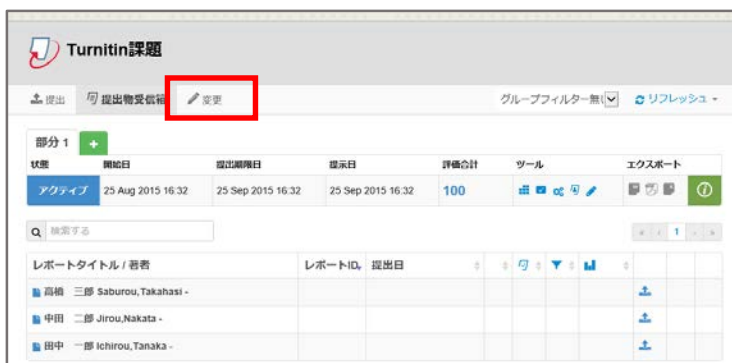 Turnitin課題
提出 提出物受信箱 変更 グループフィルター無し リフレッシュ
部分 1 +
状態 開始日 提出期限日 提示日 評価合計 ツール エクスポート
アクティブ 25 Aug 2015 16:32 25 Sep 2015 16:32 25 Sep 2015 16:32 100
検索する 1
レポートタイトル / 著者 レポートID 提出日
高橋 三郎 Saburou,Takahasi -
中田 二郎 Jirou,Nakata -
田中 一郎 Ichirou,Tanaka -